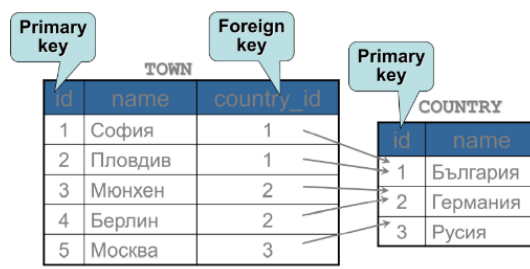 Primary
key
Foreign
key
TOWN
id name country_id
1 София 1
2 Пловдив 1
3 Мюнхен 2
4 Берлин 2
5 Москва 3
Primary
key
COUNTRY
id name
1 България
2 Германия
3 Русия